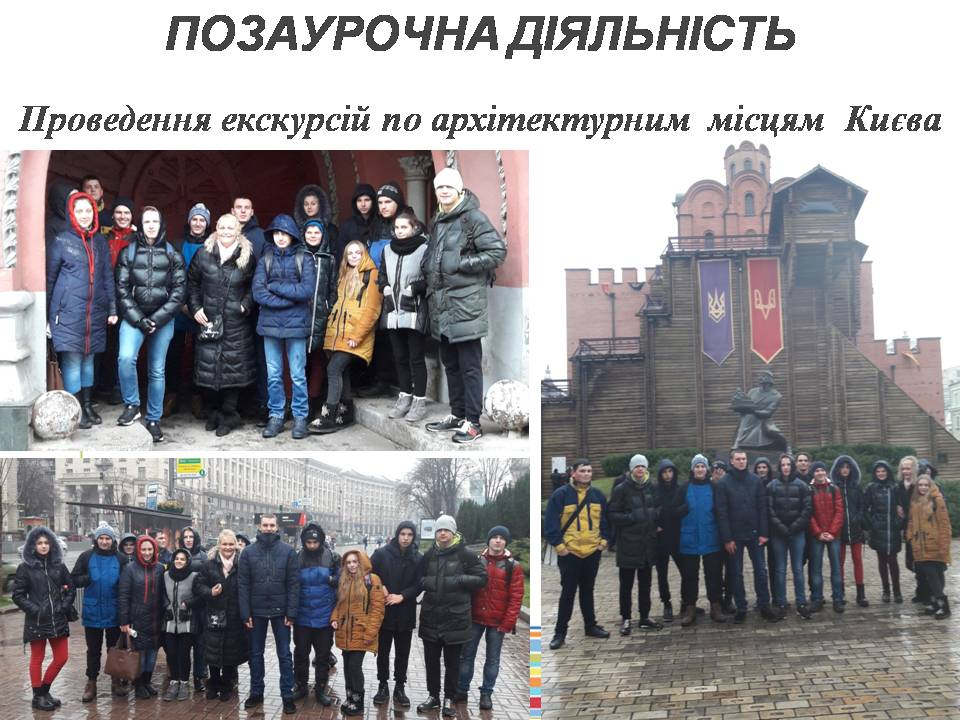 ПОЗАУРОЧНА ДІЯЛЬНІСТЬ
Проведення екскурсій по архітектурним місцям Києва